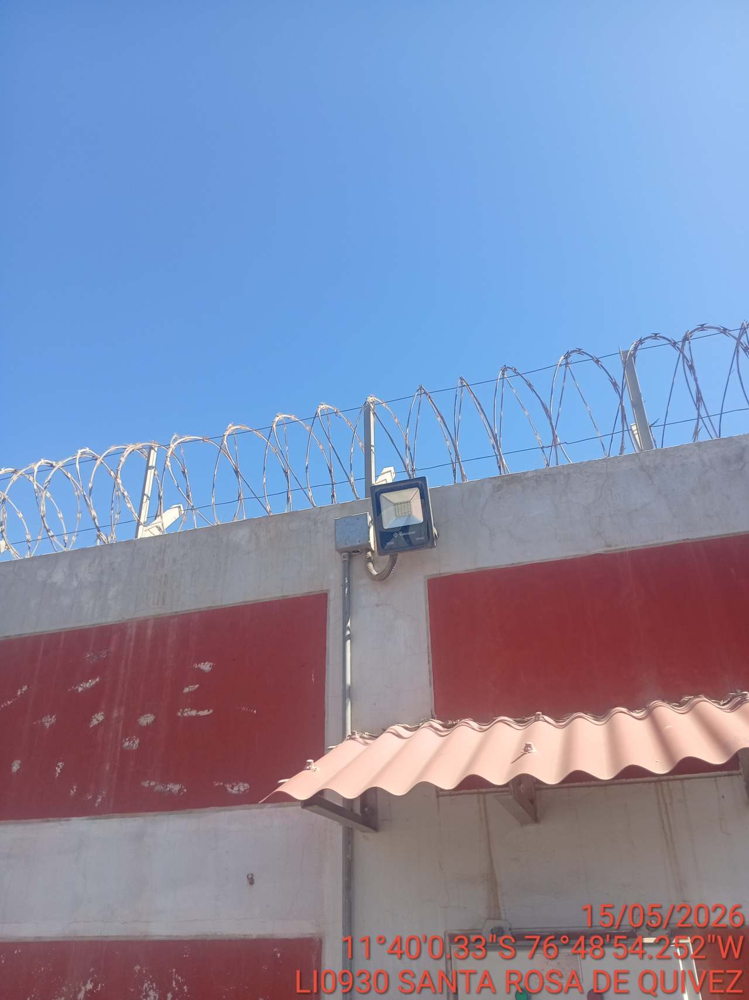 15/05/2026
11°40'0.33"S 76°48'54.252"W
LI0930 SANTA ROSA DE QUIVEZ